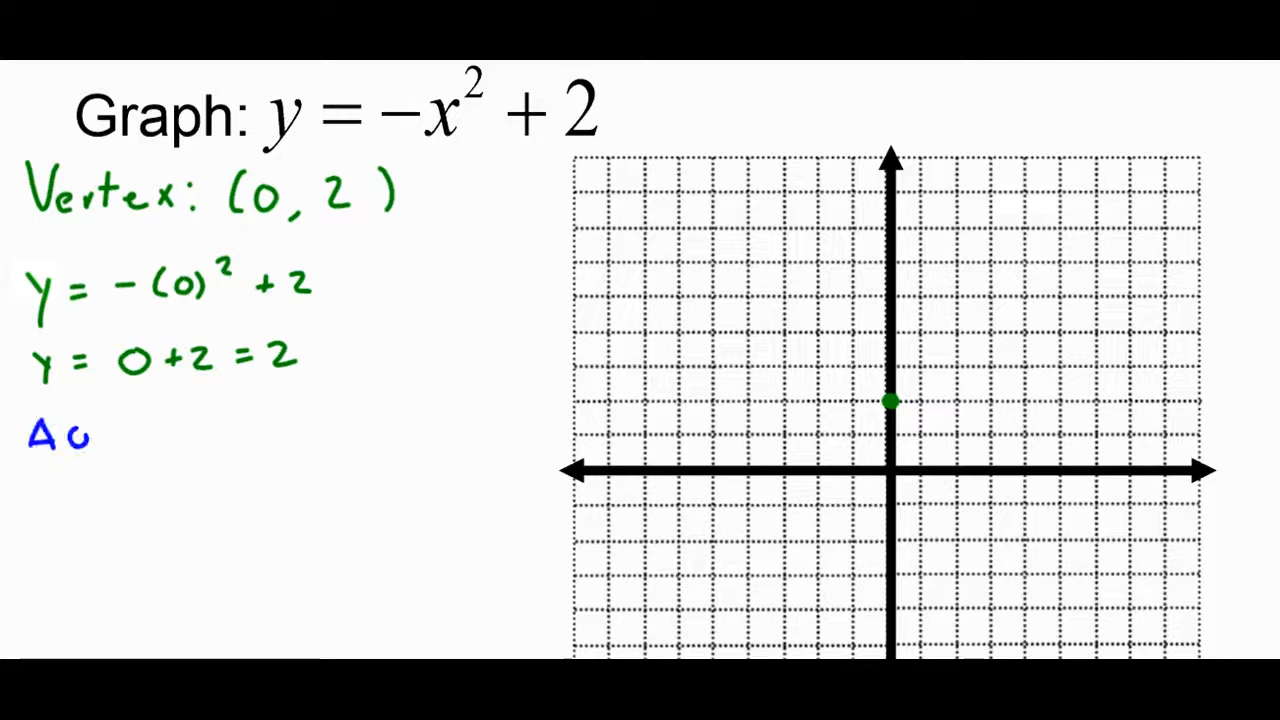 Graph: y = −x² + 2
Vertex: (0, 2 )
y = - (0)² + 2
y = 0 + 2 = 2
A O